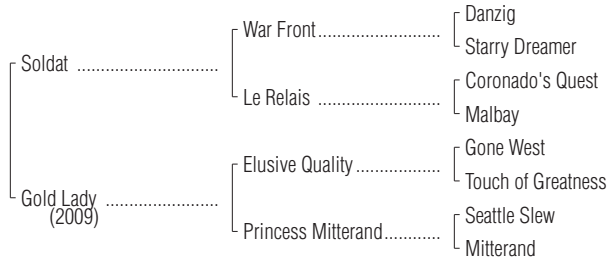 Danzig
War Front
Starry Dreamer
Soldat
Coronado's Quest
Le Relais
Malbay
Gone West
Elusive Quality
Touch of Greatness
Gold Lady
(2009)
Seattle Slew
Princess Mitterand
Mitterand